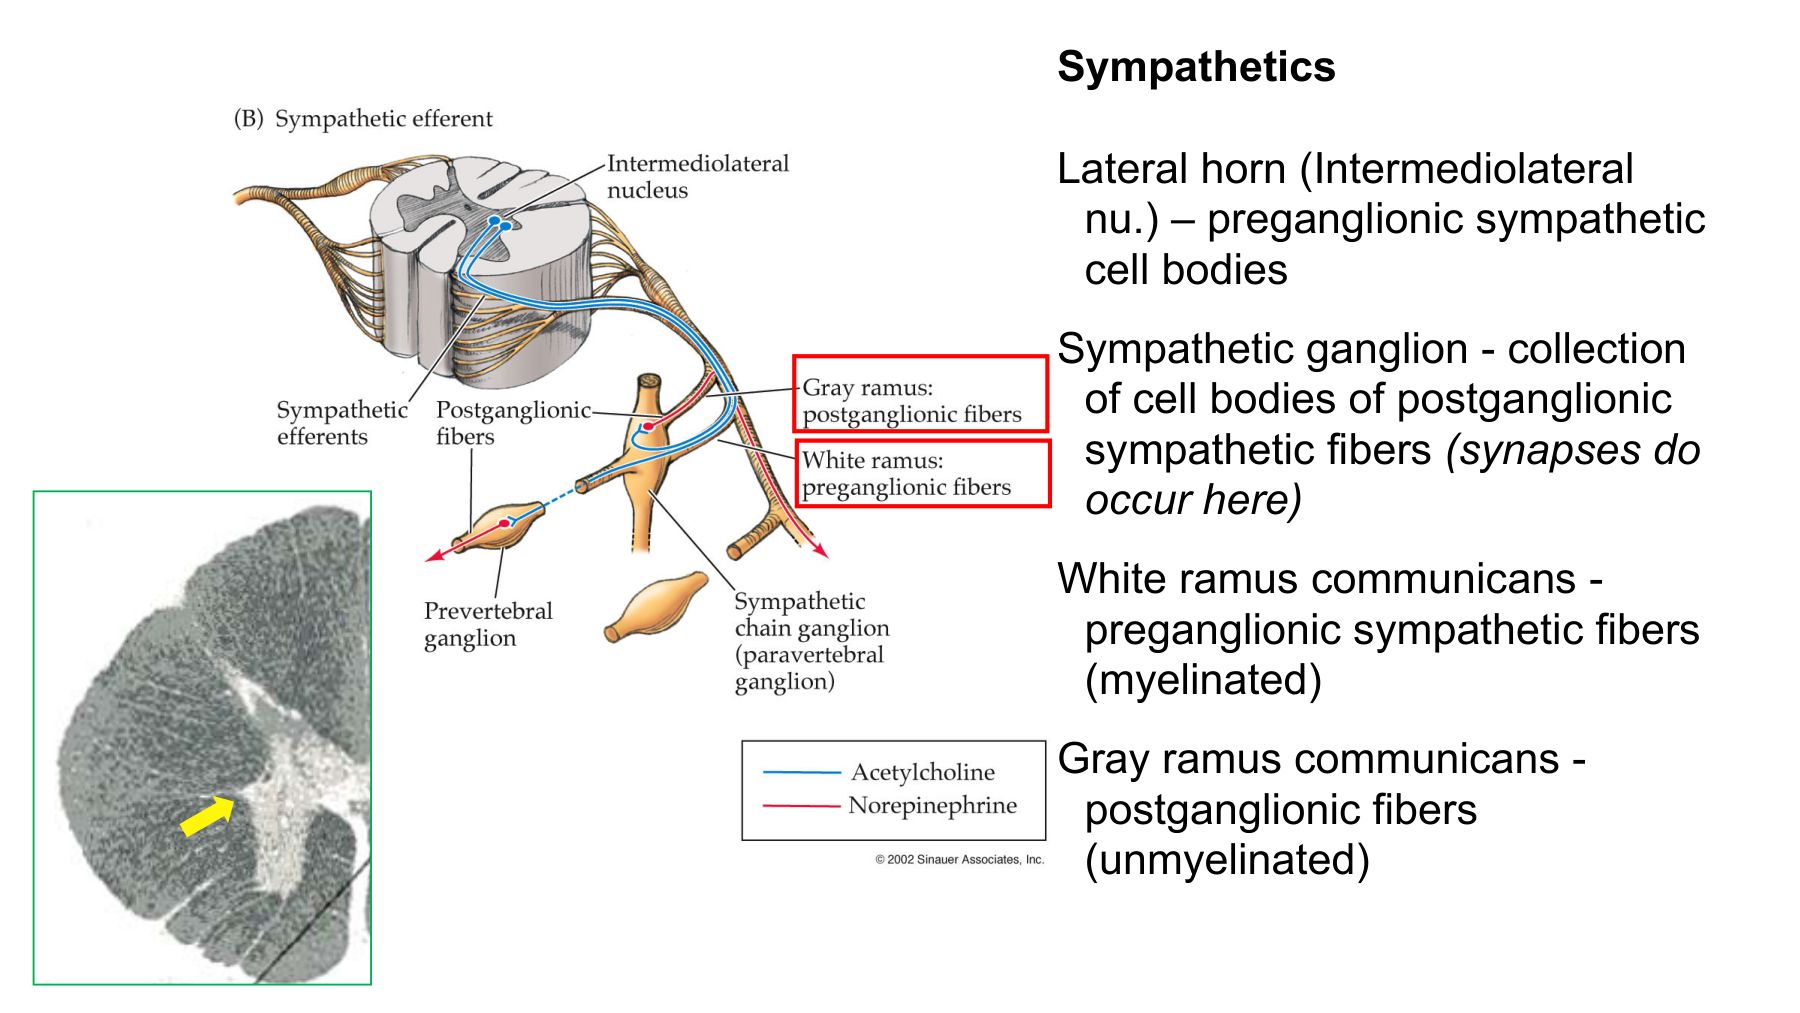 Sympathetics
(B) Sympathetic efferent
Intermediolateral
nucleus
Sympathetic
efferents
Postganglionic
fibers
Gray ramus:
postganglionic fibers
White ramus:
preganglionic fibers
Prevertebral
ganglion
Sympathetic
chain ganglion
(paravertebral
ganglion)
Acetylcholine
Norepinephrine
© 2002 Sinauer Associates, Inc.
Lateral horn (Intermediolateral
nu.) – preganglionic sympathetic
cell bodies
Sympathetic ganglion - collection
of cell bodies of postganglionic
sympathetic fibers (synapses do
occur here)
White ramus communicans -
preganglionic sympathetic fibers
(myelinated)
Gray ramus communicans -
postganglionic fibers
(unmyelinated)